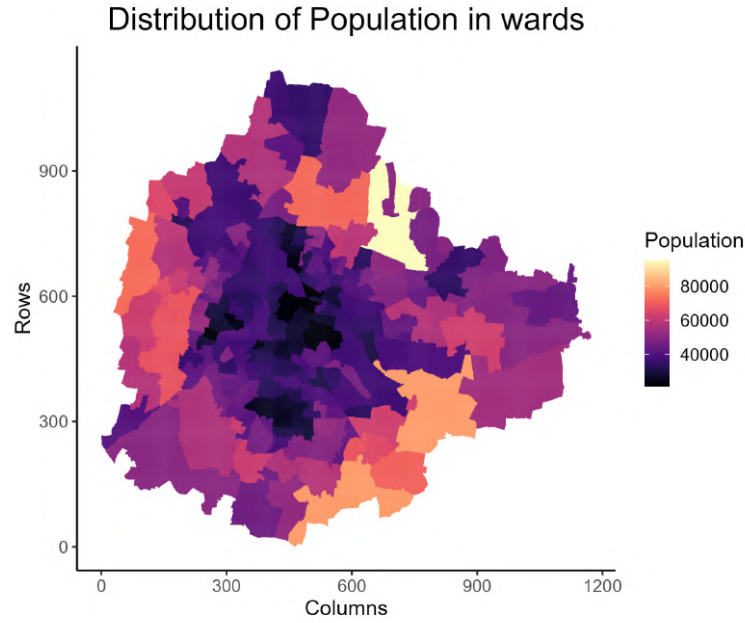 Distribution of Population in wards
Rows
900
600
300
0
0 300 600 900 1200
Columns
Population
80000
60000
40000